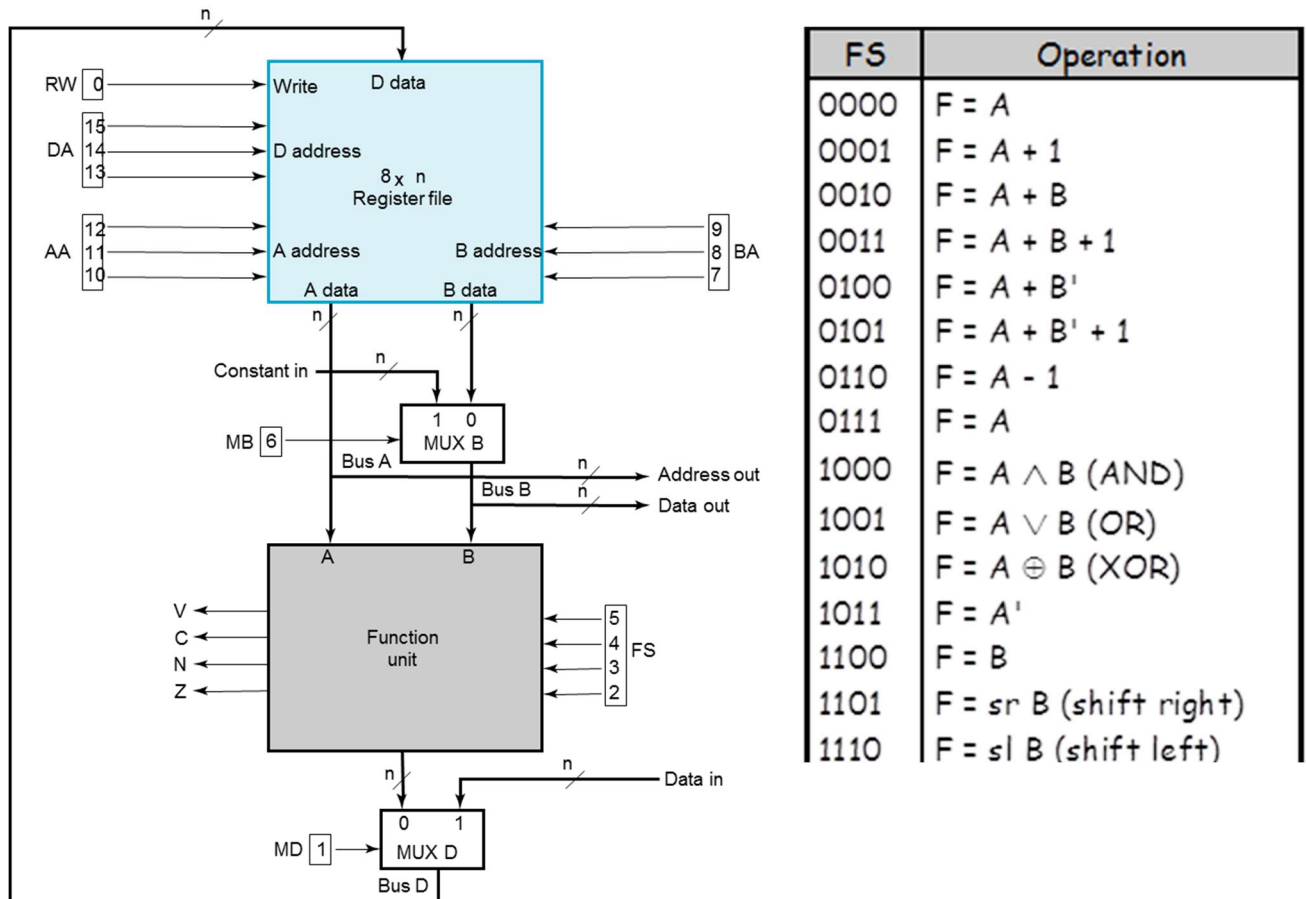 n
RW 0
Write
D data
15
DA 14
13
D address
8 x n
Register file
12
AA 11
10
A address
B address
9
8 BA
7
A data
B data
n
n
Constant in
n
1 0
MUX B
MB 6
Bus A
n
Address out
Bus B
n
Data out
A
B
V
C
N
Z
Function
unit
5
4
3
2
FS
n
n
Data in
0 1
MUX D
MD 1
Bus D
FS Operation
0000 F = A
0001 F = A + 1
0010 F = A + B
0011 F = A + B + 1
0100 F = A + B'
0101 F = A + B' + 1
0110 F = A - 1
0111 F = A
1000 F = A ∧ B (AND)
1001 F = A ∨ B (OR)
1010 F = A ⊕ B (XOR)
1011 F = A'
1100 F = B
1101 F = sr B (shift right)
1110 F = sl B (shift left)